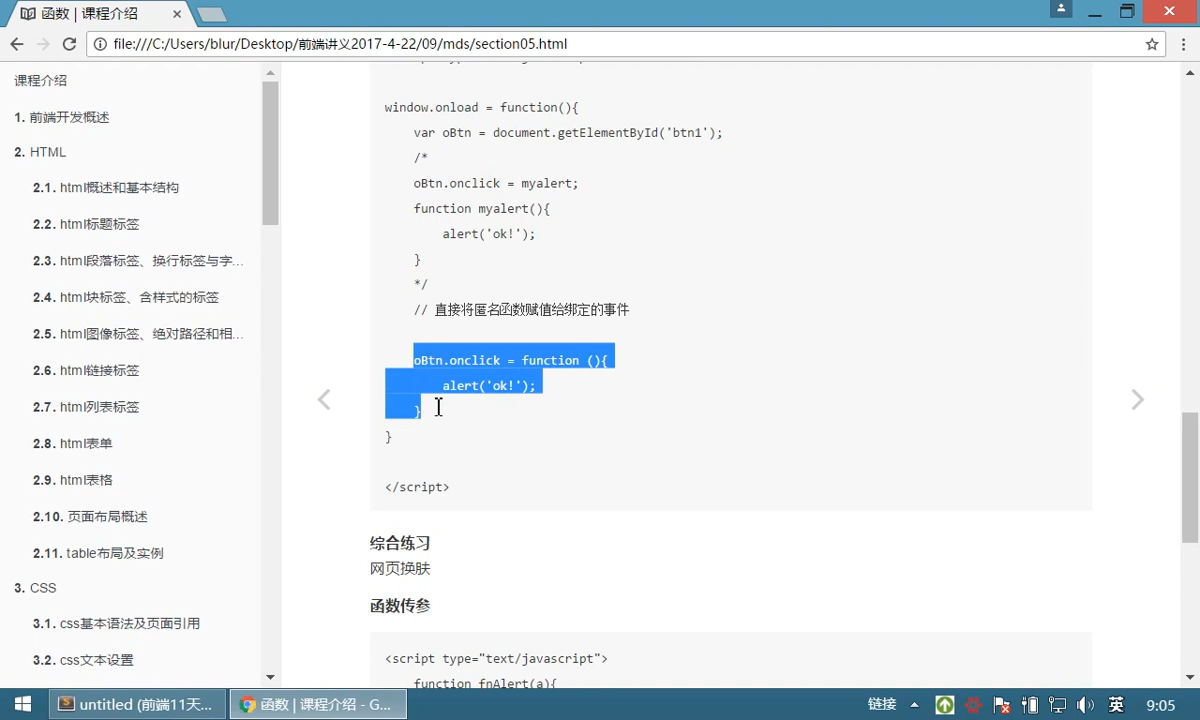 函数 | 课程介绍
file:///C:/Users/blur/Desktop/前端讲义2017-4-22/09/mds/section05.html
课程介绍
1. 前端开发概述
2. HTML
2.1. html概述和基本结构
2.2. html标题标签
2.3. html段落标签、换行标签与字...
2.4. html块标签、含样式的标签
2.5. html图像标签、绝对路径和相...
2.6. html链接标签
2.7. html列表标签
2.8. html表单
2.9. html表格
2.10. 页面布局概述
2.11. table布局及实例
3. CSS
3.1. css基本语法及页面引用
3.2. css文本设置
window.onload = function(){
var oBtn = document.getElementById('btn1');
/*
oBtn.onclick = myalert;
function myalert(){
alert('ok!');
}
*/
// 直接将匿名函数赋值给绑定的事件
oBtn.onclick = function (){
alert('ok!');
}
}
</script>
综合练习
网页换肤
函数传参
<script type="text/javascript">
function fnAlert(a){
untitled (前端11天...
函数 | 课程介绍 - G...
链接
英
9:05